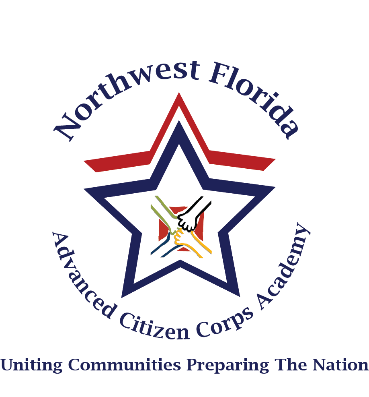 Northwest Florida
Advanced Citizen Corps Academy
Uniting Communities Preparing The Nation